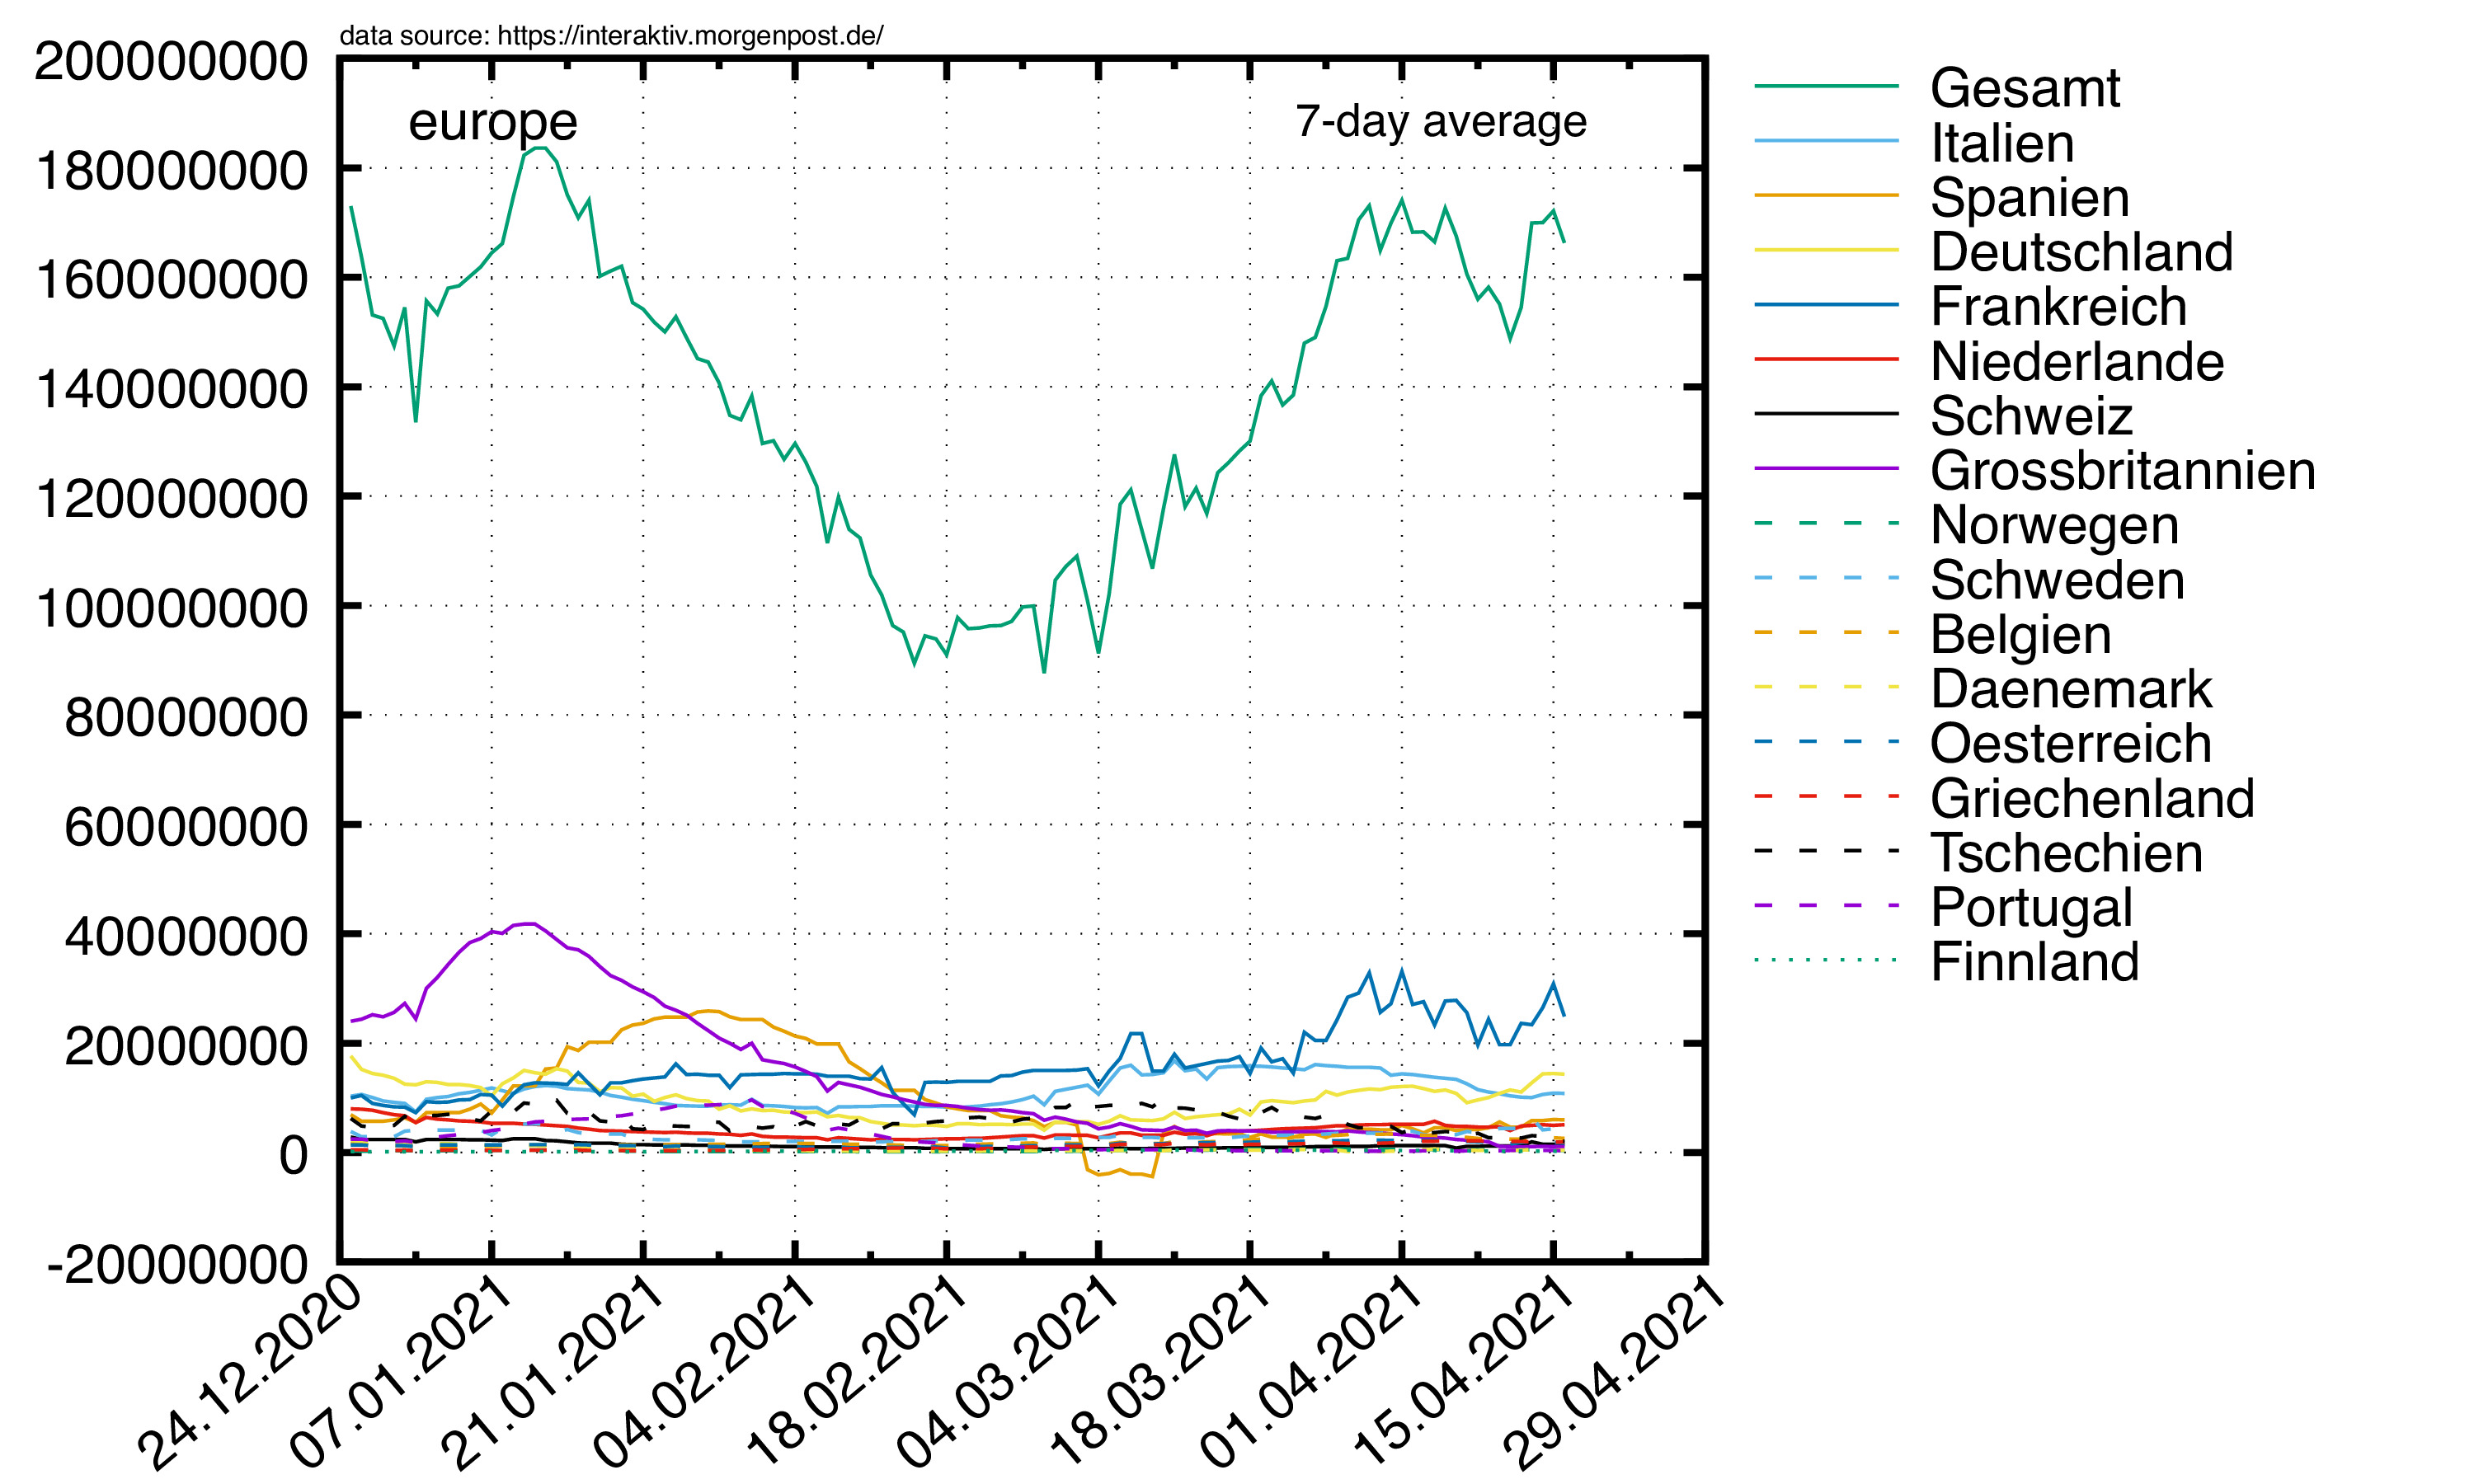 data source: https://interaktiv.morgenpost.de/
europe
7-day average
200000000
180000000
160000000
140000000
120000000
100000000
80000000
60000000
40000000
20000000
0
-20000000
24.12.2020
07.01.2021
21.01.2021
04.02.2021
18.02.2021
04.03.2021
18.03.2021
01.04.2021
15.04.2021
29.04.2021
Gesamt
Italien
Spanien
Deutschland
Frankreich
Niederlande
Schweiz
Grossbritannien
Norwegen
Schweden
Belgien
Daenemark
Oesterreich
Griechenland
Tschechien
Portugal
Finnland